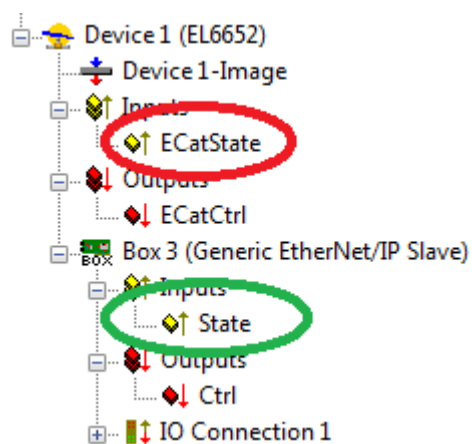 Device 1 (EL6652)
Device 1-Image
Inputs
ECatState
Outputs
ECatCtrl
BOX
Box 3 (Generic EtherNet/IP Slave)
Inputs
State
Outputs
Ctrl
IO Connection 1